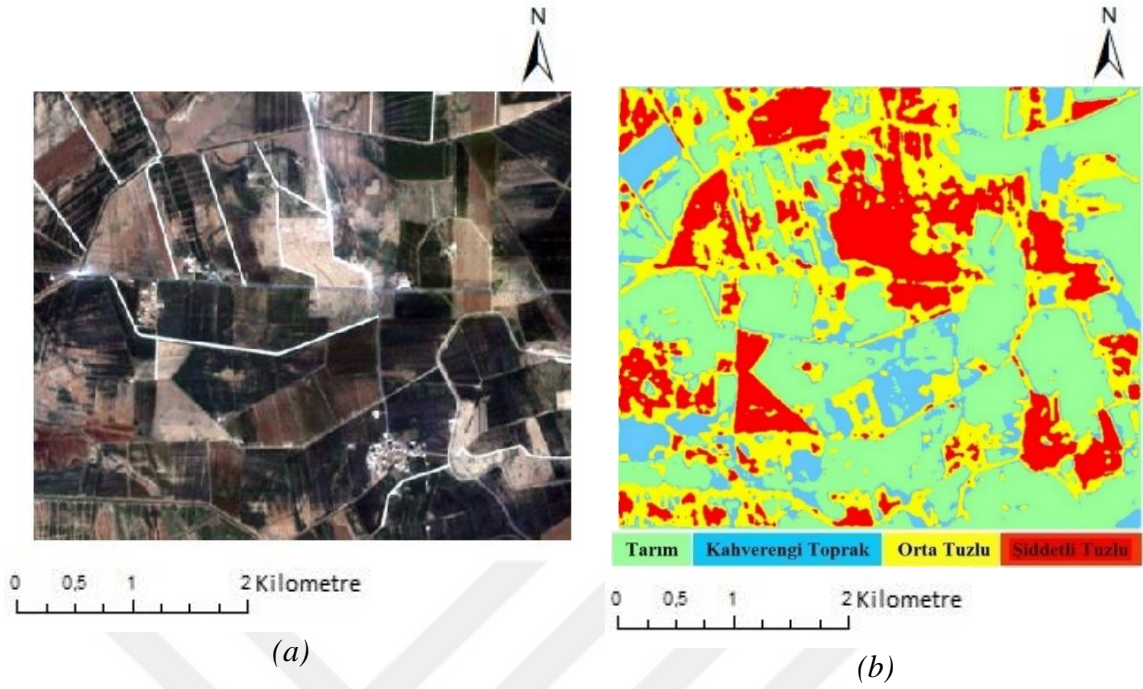 N
N
Tarım Kahverengi Toprak Orta Tuzlu Şiddetli Tuzlu
0 0,5 1 2 Kilometre
0 0,5 1 2 Kilometre
(a)
(b)